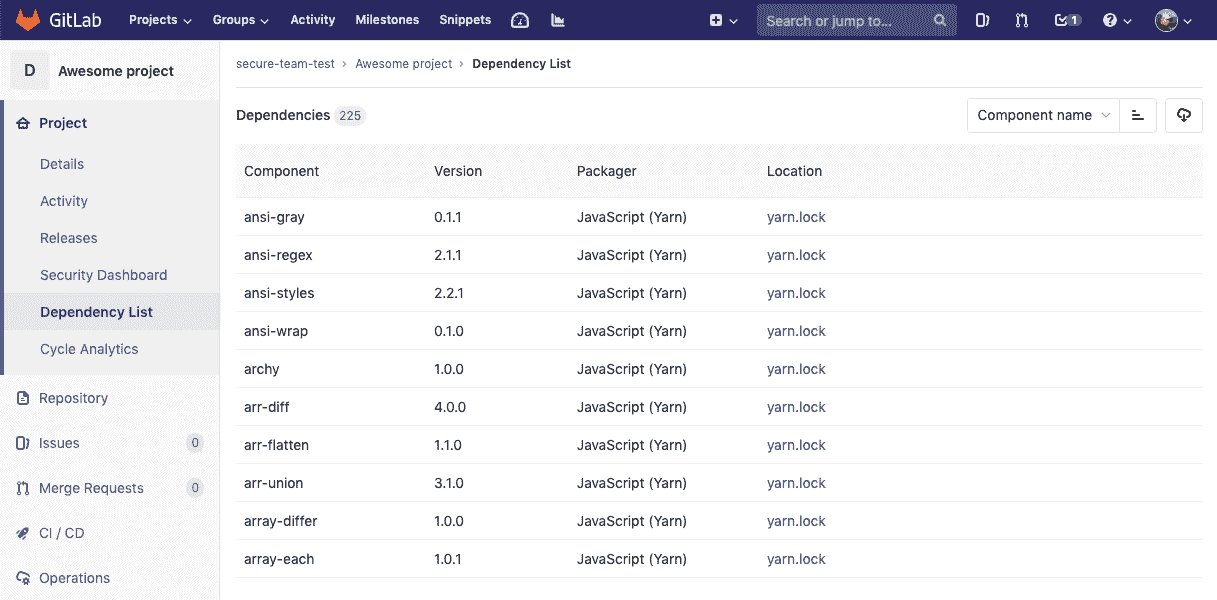 GitLab Projects Groups Activity Milestones Snippets Search or jump to... 1
D Awesome project
secure-team-test › Awesome project › Dependency List
Project
Details
Activity
Releases
Security Dashboard
Dependency List
Cycle Analytics
Repository
Issues 0
Merge Requests 0
CI / CD
Operations
Dependencies 225 Component name
Component Version Packager Location
ansi-gray 0.1.1 JavaScript (Yarn) yarn.lock
ansi-regex 2.1.1 JavaScript (Yarn) yarn.lock
ansi-styles 2.2.1 JavaScript (Yarn) yarn.lock
ansi-wrap 0.1.0 JavaScript (Yarn) yarn.lock
archy 1.0.0 JavaScript (Yarn) yarn.lock
arr-diff 4.0.0 JavaScript (Yarn) yarn.lock
arr-flatten 1.1.0 JavaScript (Yarn) yarn.lock
arr-union 3.1.0 JavaScript (Yarn) yarn.lock
array-differ 1.0.0 JavaScript (Yarn) yarn.lock
array-each 1.0.1 JavaScript (Yarn) yarn.lock